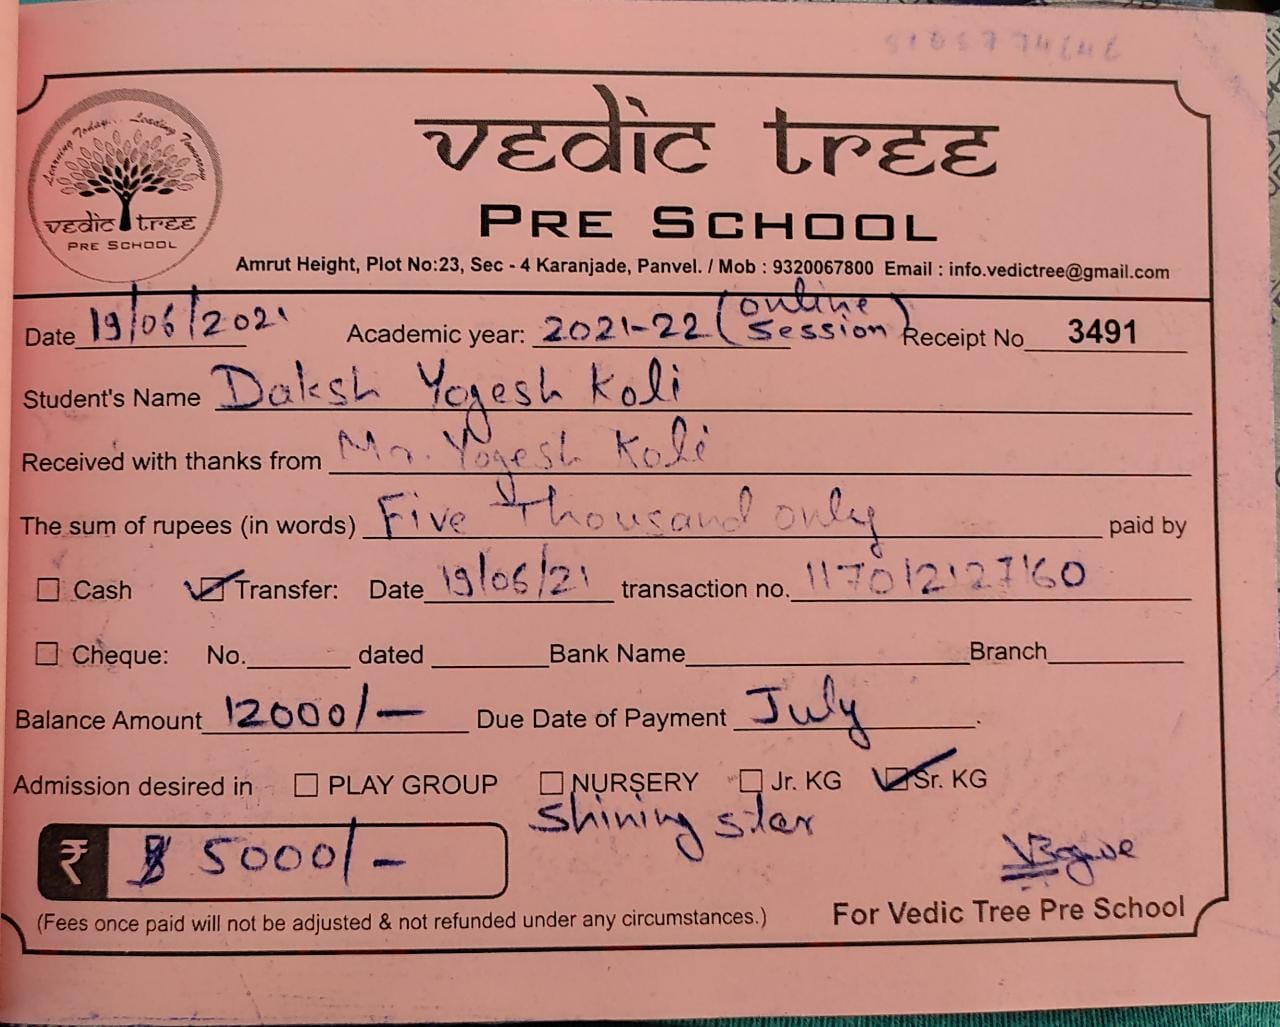 Learning Today... Leading Tomorrow
vedic tree
PRE SCHOOL
vedic tree
PRE SCHOOL
Amrut Height, Plot No:23, Sec - 4 Karanjade, Panvel. / Mob : 9320067800 Email : info.vedictree@gmail.com
Date 19/06/2021 Academic year: 2021-22 (online session) Receipt No 3491
Student's Name Daksh Yogesh Koli
Received with thanks from Mr. Yogesh Koli
The sum of rupees (in words) Five Thousand only paid by
Cash Transfer: Date 19/06/21 transaction no. 117012127160
Cheque: No. dated Bank Name Branch
Balance Amount 12000/- Due Date of Payment July
Admission desired in PLAY GROUP NURSERY Jr. KG Sr. KG
Shining star
₹ 5000/-
(Fees once paid will not be adjusted & not refunded under any circumstances.) For Vedic Tree Pre School